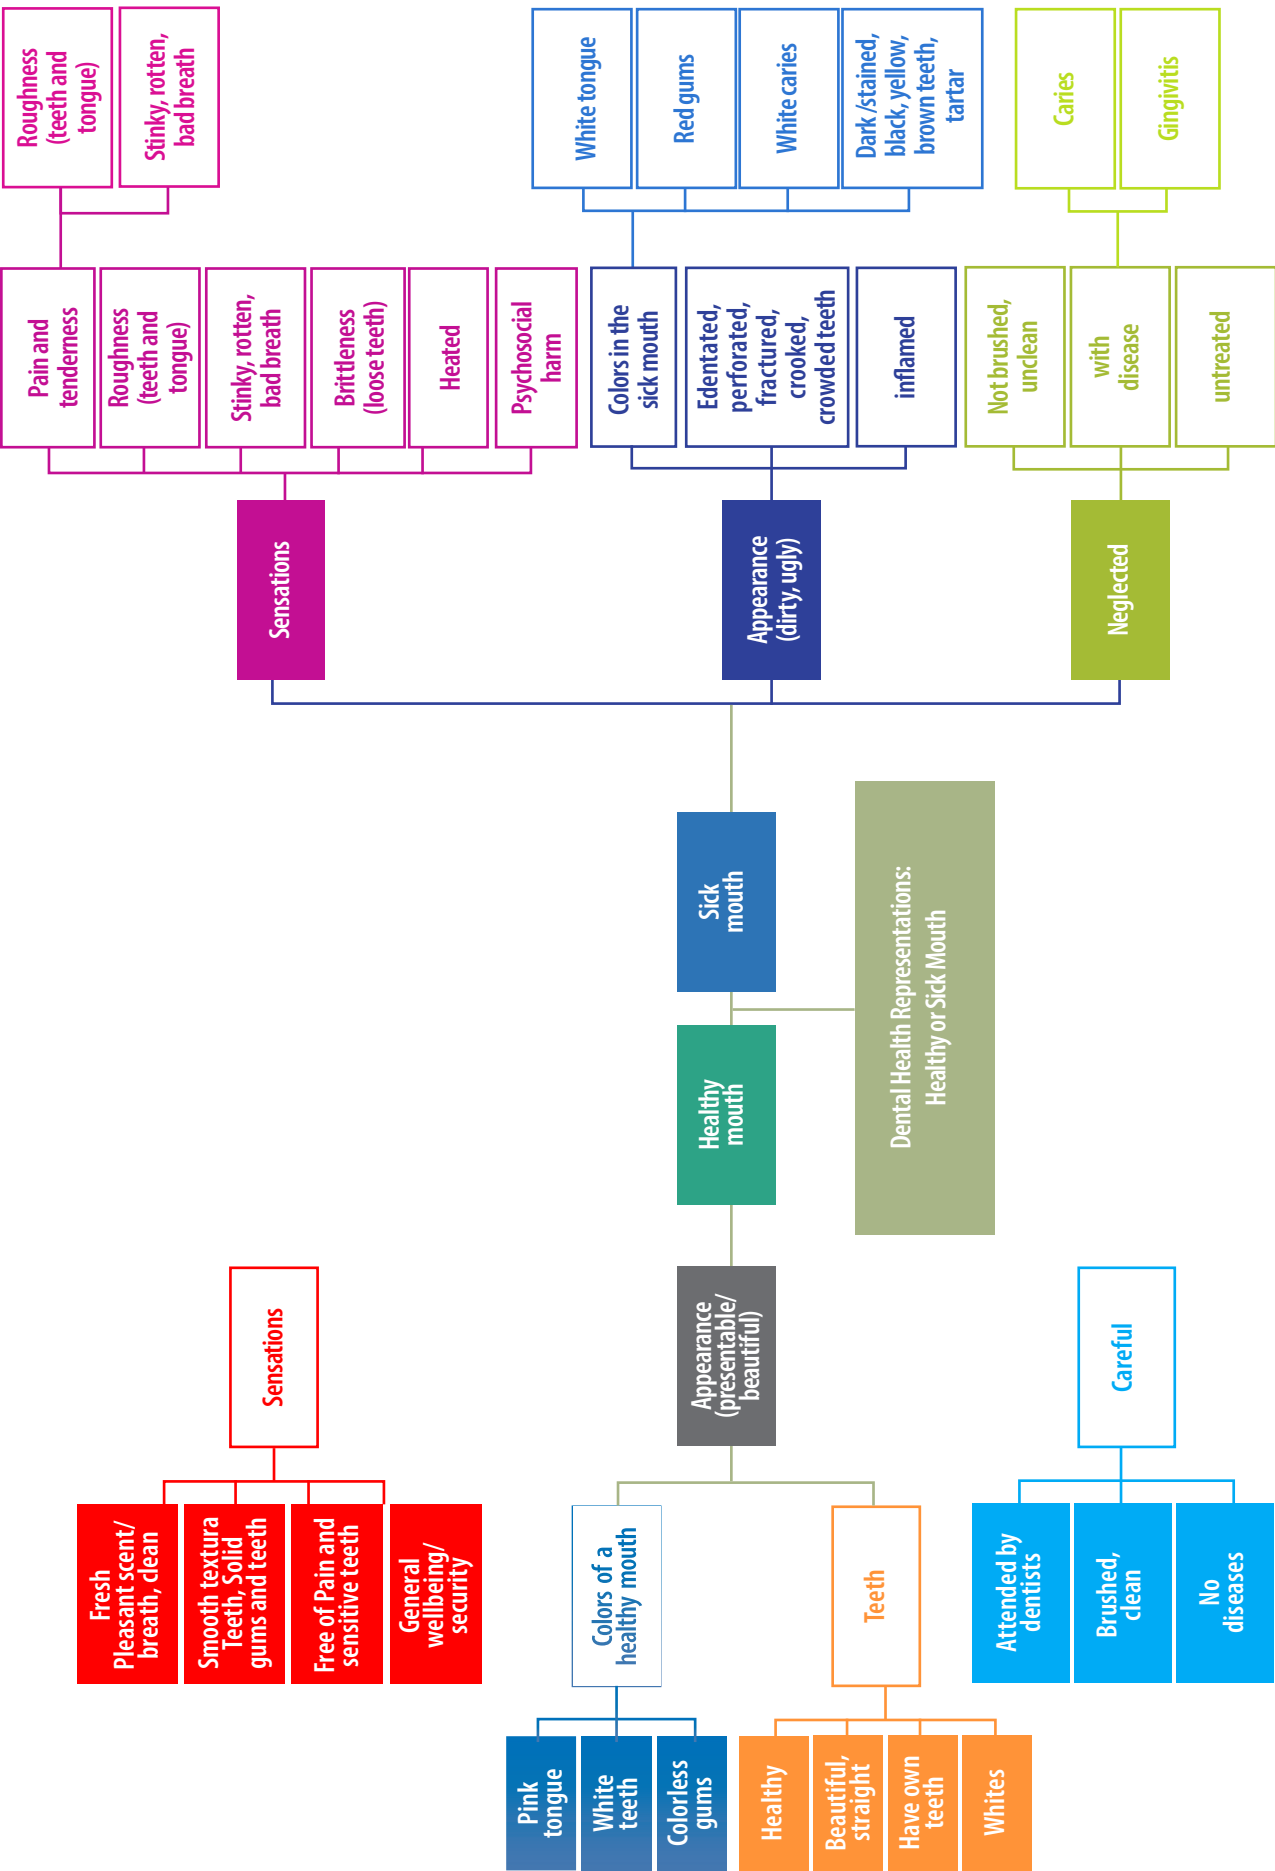 Fresh
Pleasant scent/
breath, clean
Smooth textura
Teeth, Solid
gums and teeth
Free of Pain and
sensitive teeth
General
wellbeing/
security
Sensations
Pink
tongue
White
teeth
Colorless
gums
Colors of a
healthy mouth
Healthy
Beautiful,
straight
Have own
teeth
Whites
Teeth
Appearance
(presentable/
beautiful)
Attended by
dentists
Brushed,
clean
No
diseases
Careful
Healthy
mouth
Sick
mouth
Dental Health Representations:
Healthy or Sick Mouth
Sensations
Pain and
tenderness
Roughness
(teeth and
tongue)
Stinky, rotten,
bad breath
Brittleness
(loose teeth)
Heated
Psychosocial
harm
Roughness
(teeth and
tongue)
Stinky, rotten,
bad breath
Appearance
(dirty, ugly)
Colors in the
sick mouth
Edentated,
perforated,
fractured,
crooked,
crowded teeth
inflamed
White tongue
Red gums
White caries
Dark /stained,
black, yellow,
brown teeth,
tartar
Neglected
Not brushed,
unclean
with
disease
untreated
Caries
Gingivitis